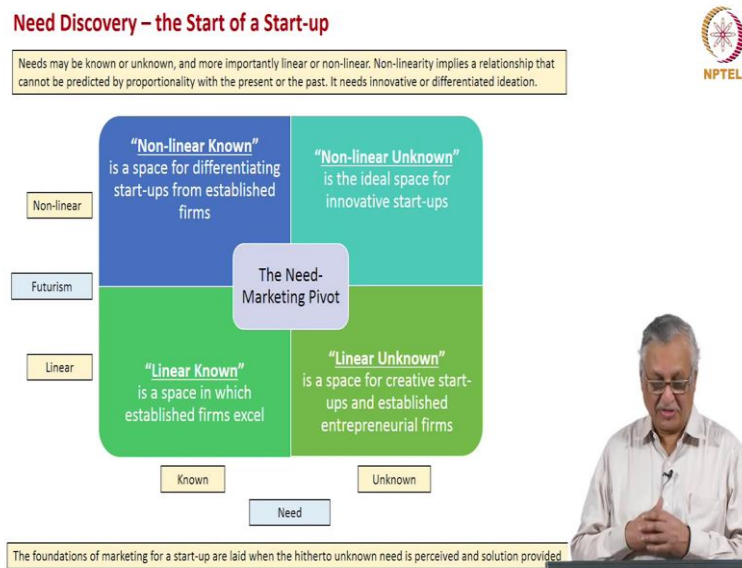 Need Discovery – the Start of a Start-up
NPTEL
Needs may be known or unknown, and more importantly linear or non-linear. Non-linearity implies a relationship that
cannot be predicted by proportionality with the present or the past. It needs innovative or differentiated ideation.
"Non-linear Known"
is a space for differentiating
start-ups from established
firms
"Non-linear Unknown"
is the ideal space for
innovative start-ups
Non-linear
Futurism
Linear
The Need-
Marketing Pivot
"Linear Known"
is a space in which
established firms excel
"Linear Unknown"
is a space for creative start-
ups and established
entrepreneurial firms
Known
Unknown
Need
The foundations of marketing for a start-up are laid when the hitherto unknown need is perceived and solution provided